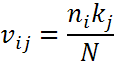 v_{ij} = \frac{n_i k_j}{N}